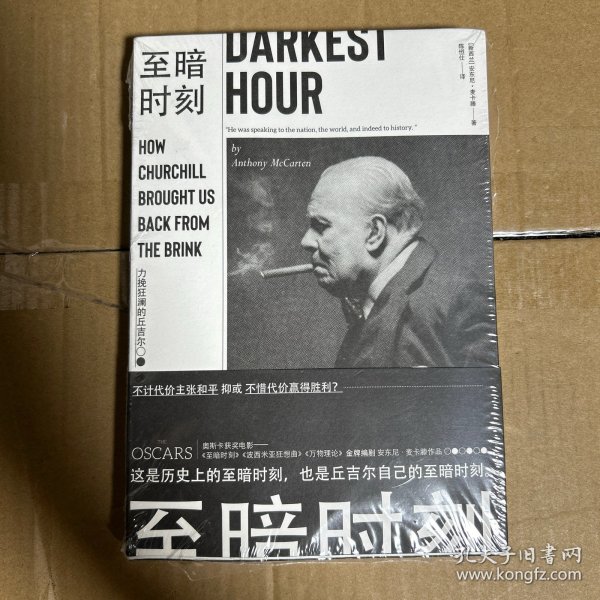 至暗
时刻
DARKEST
HOUR
[新西兰] 安东尼·麦卡滕——著
陈恒仕——译
"He was speaking to the nation, the world, and indeed to history."
by
Anthony McCarten
HOW
CHURCHILL
BROUGHT US
BACK FROM
THE BRINK
力挽狂澜的丘吉尔
不计代价主张和平 抑或 不惜代价赢得胜利?
THE
OSCARS
奥斯卡获奖电影——
《至暗时刻》《波西米亚狂想曲》《万物理论》金牌编剧 安东尼·麦卡滕作品
这是历史上的至暗时刻，也是丘吉尔自己的至暗时刻。
至暗时刻
孔夫子旧书网
www.kongfz.com